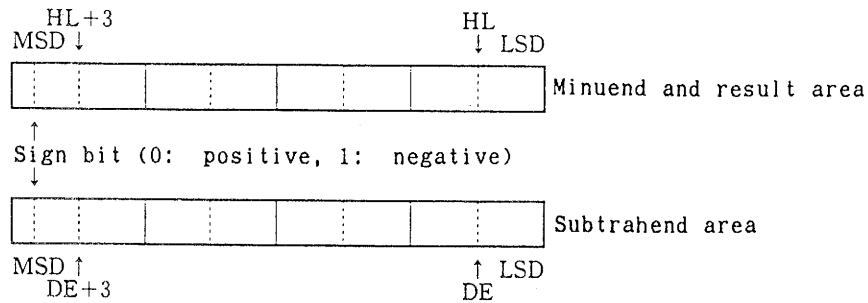 HL+3 HL
MSD ↓ ↓ LSD
Minuend and result area
↑
Sign bit (0: positive, 1: negative)
↓
Subtrahend area
MSD ↑ ↑ LSD
DE+3 DE